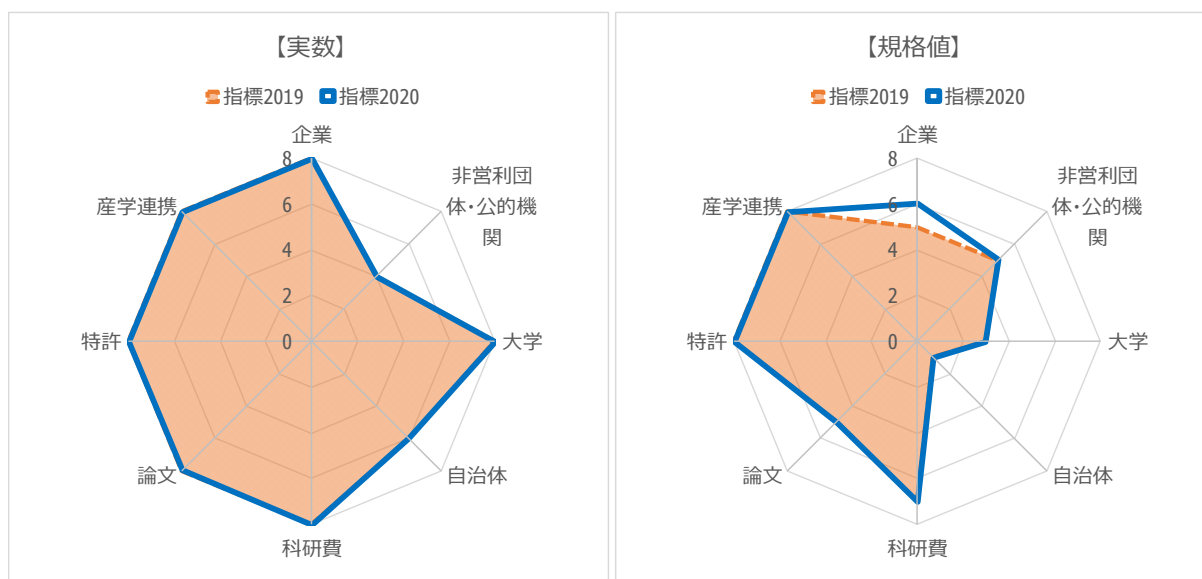 【実数】
指標2019 指標2020
企業
8
非営利団
体・公的機
関
6
4
2
0
産学連携
大学
特許
自治体
論文
科研費
【規格値】
指標2019 指標2020
企業
8
非営利団
体・公的機
関
6
4
2
0
産学連携
大学
特許
自治体
論文
科研費